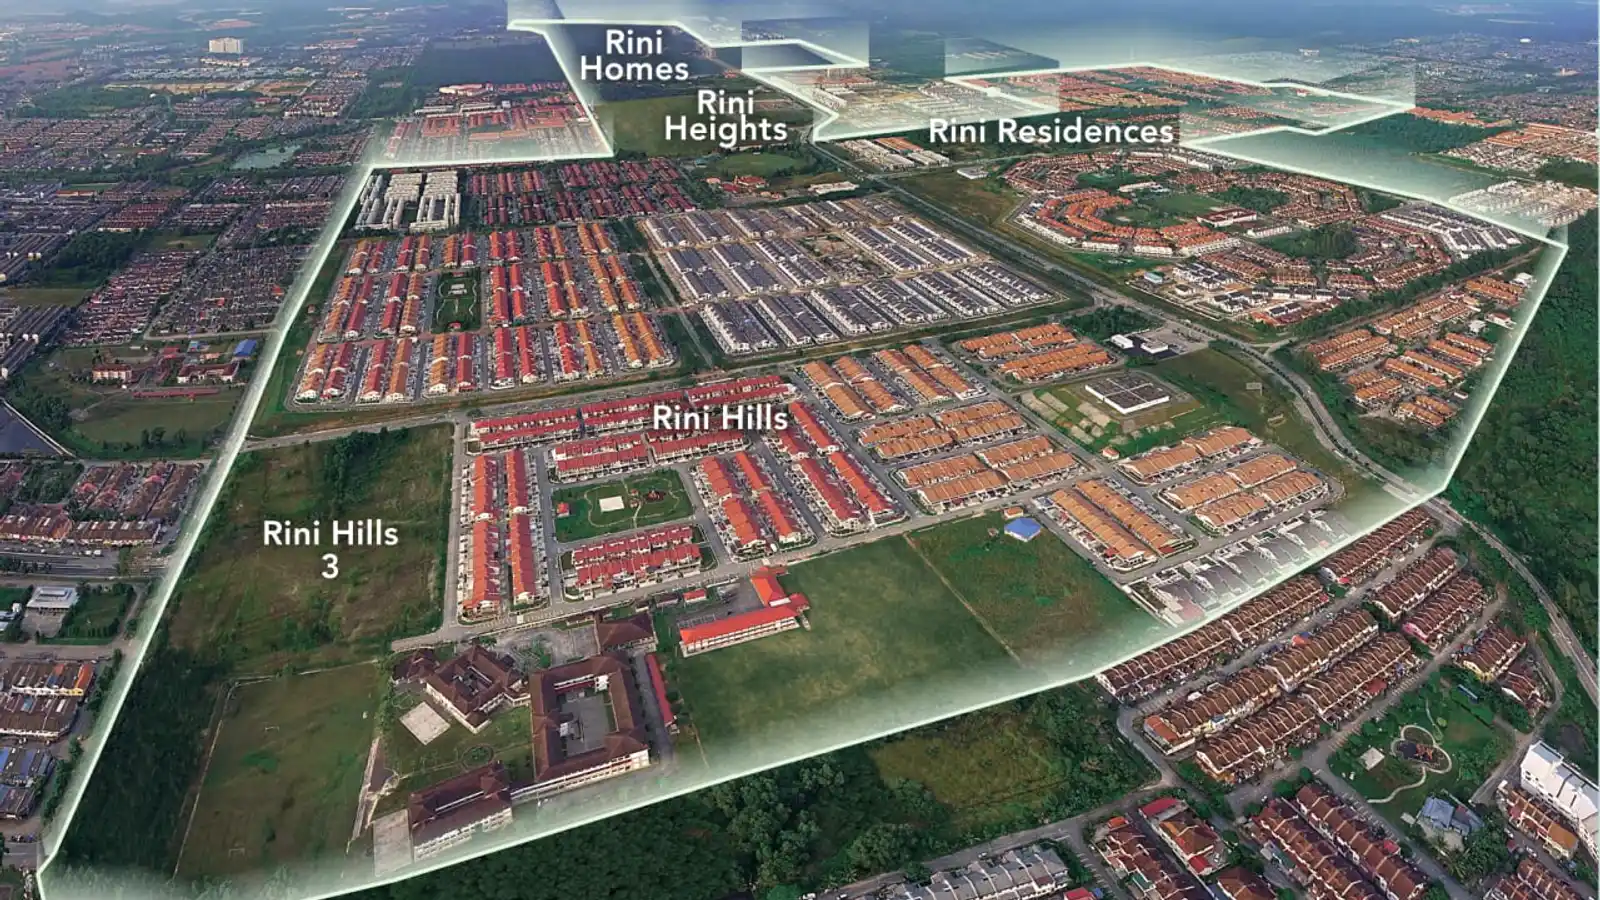 Rini
Homes
Rini
Heights
Rini Residences
Rini Hills
Rini Hills
3